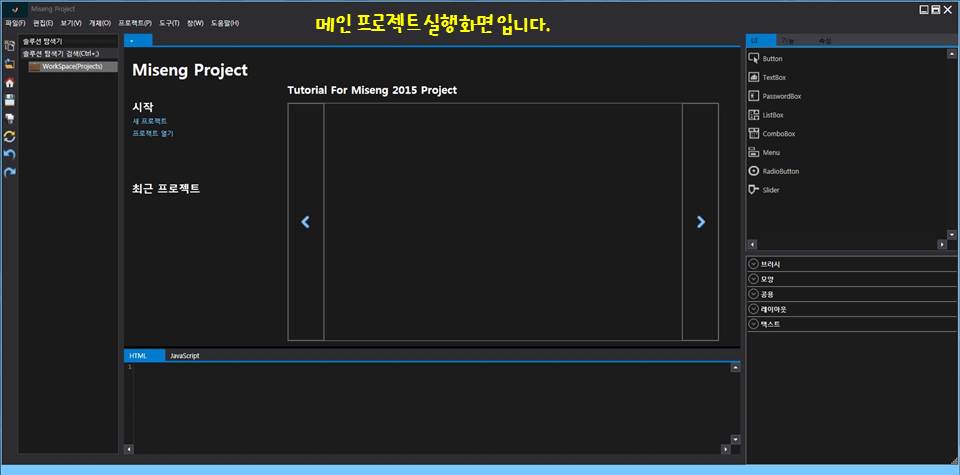 Miseng Project
메인 프로젝트 실행화면 입니다.
파일(F) 편집(E) 보기(V) 개체(O) 프로젝트(P) 도구(T) 창(W) 도움말(H)
솔루션 탐색기
솔루션 탐색기 검색(Ctrl+;)
WorkSpace(Projects)
Miseng Project
시작
새 프로젝트
프로젝트 열기
최근 프로젝트
Tutorial For Miseng 2015 Project
HTML JavaScript
1
UI 기능 속성
Button
TextBox
PasswordBox
ListBox
ComboBox
Menu
RadioButton
Slider
브러시
모양
공용
레이아웃
텍스트